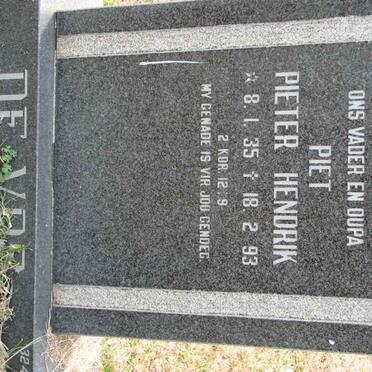 ONS VADER EN OUPA
PIET
PIETER HENDRIK
☆ 8. 1. 35 † 18. 2. 93
2 KOR. 12 : 9
MY GENADE IS VIR JOU GENOEG.
DE